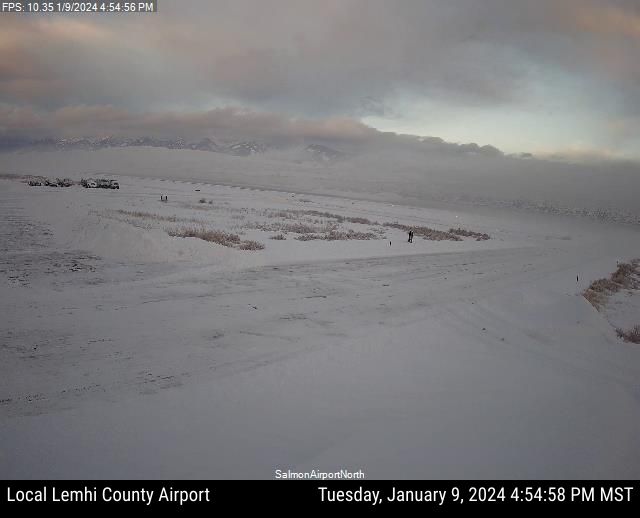 FPS: 10.35 1/9/2024 4:54:56 PM
SalmonAirportNorth
Local Lemhi County Airport Tuesday, January 9, 2024 4:54:58 PM MST